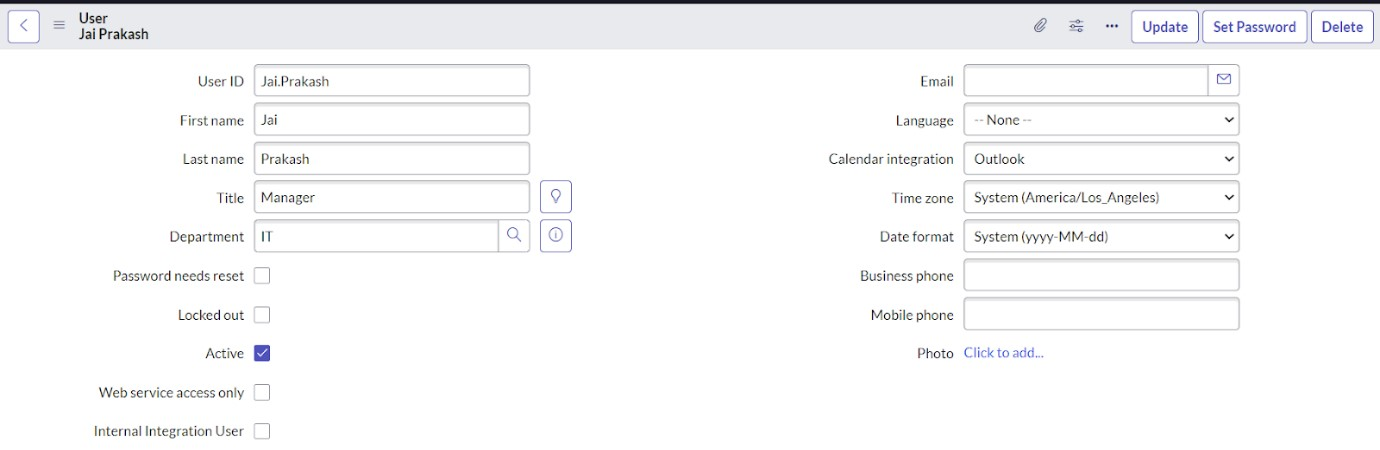 User
Jai Prakash
Update
Set Password
Delete
User ID Jai.Prakash
First name Jai
Last name Prakash
Title Manager
Department IT
Password needs reset
Locked out
Active
Web service access only
Internal Integration User
Email
Language -- None --
Calendar integration Outlook
Time zone System (America/Los_Angeles)
Date format System (yyyy-MM-dd)
Business phone
Mobile phone
Photo Click to add...